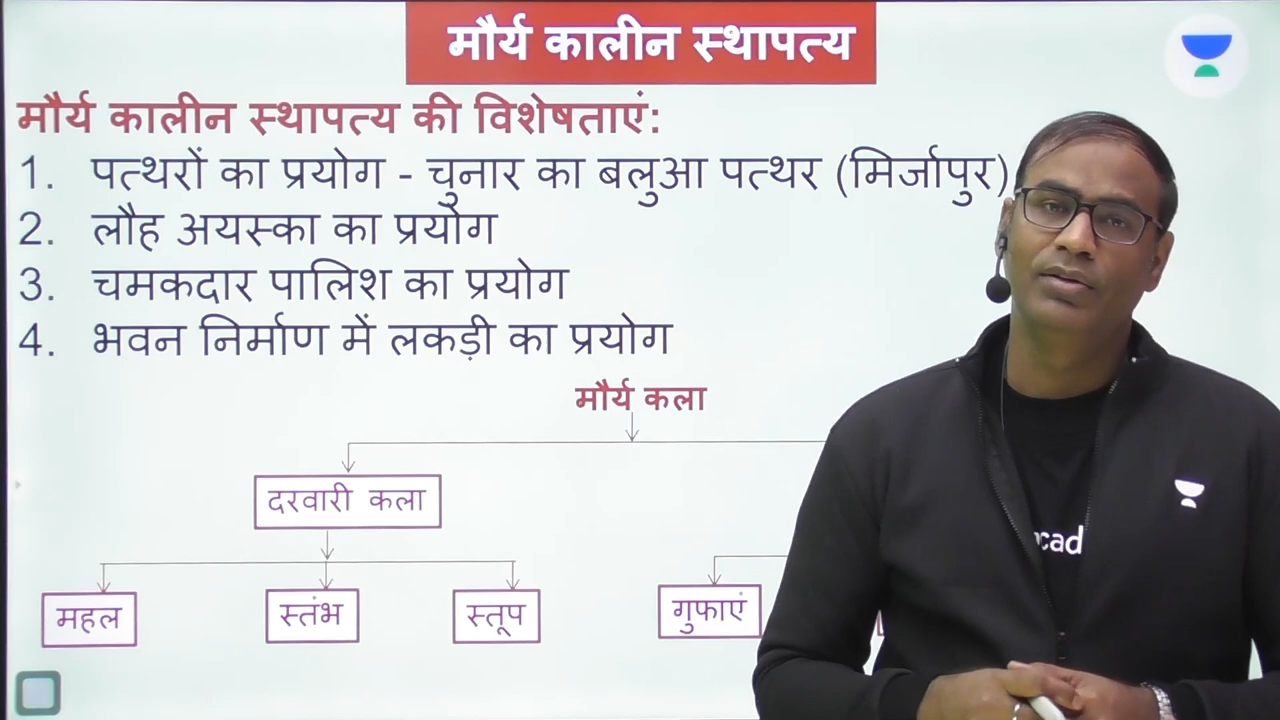 मौर्य कालीन स्थापत्य
मौर्य कालीन स्थापत्य की विशेषताएं:
1. पत्थरों का प्रयोग - चुनार का बलुआ पत्थर (मिर्जापुर)
2. लौह अयस्का का प्रयोग
3. चमकदार पालिश का प्रयोग
4. भवन निर्माण में लकड़ी का प्रयोग
मौर्य कला
दरवारी कला
महल
स्तंभ
स्तूप
गुफाएं
cad